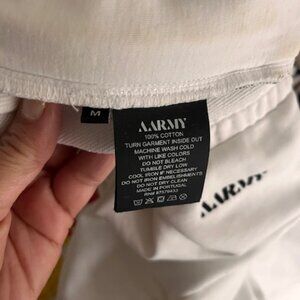 M
AARMY
100% COTTON
TURN GARMENT INSIDE OUT
MACHINE WASH COLD
WITH LIKE COLORS
DO NOT BLEACH
TUMBLE DRY LOW
COOL IRON IF NECESSARY
DO NOT IRON EMBELISHMENTS
DO NOT DRY CLEAN
MADE IN PORTUGAL
AARMY